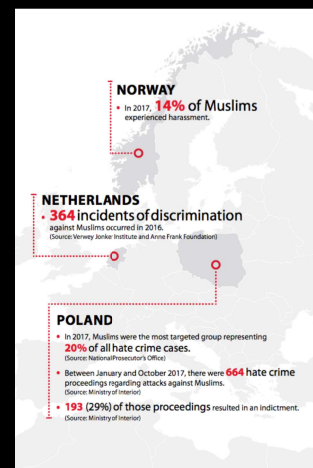 NORWAY
• In 2017, 14% of Muslims
experienced harassment.
NETHERLANDS
• 364 incidents of discrimination
against Muslims occurred in 2016.
(Source: Verwey Jonker Institute and Anne Frank Foundation)
POLAND
• In 2017, Muslims were the most targeted group representing
20% of all hate crime cases.
(Source: National Prosecutor's Office)
• Between January and October 2017, there were 664 hate crime
proceedings regarding attacks against Muslims.
(Source: Ministry of Interior)
• 193 (29%) of those proceedings resulted in an indictment.
(Source: Ministry of Interior)